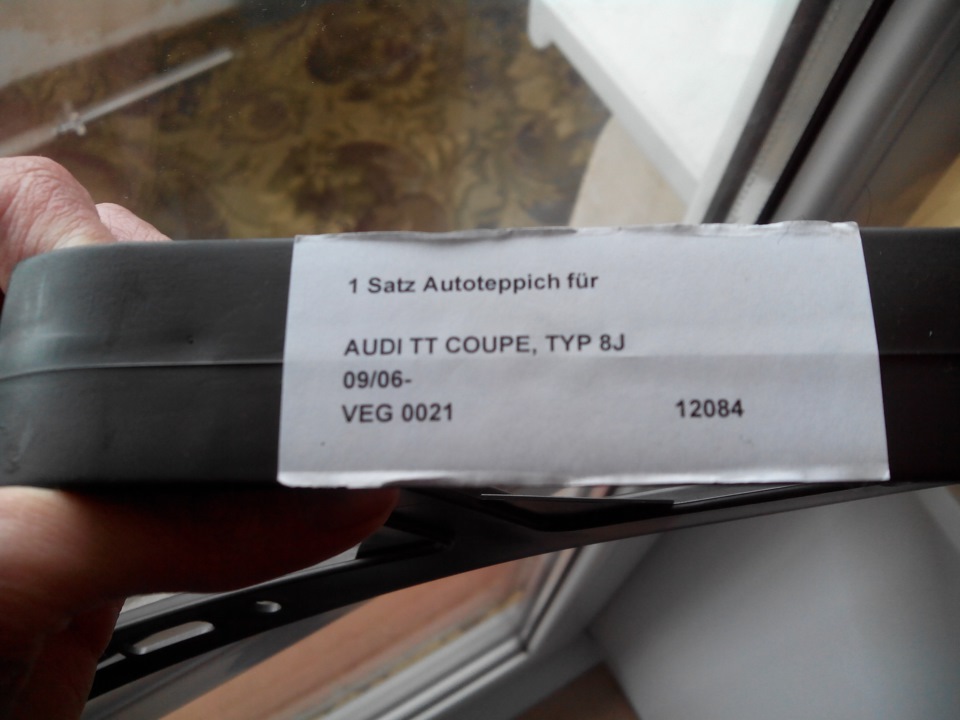 1 Satz Autoteppich für
AUDI TT COUPE, TYP 8J
09/06-
VEG 0021 12084